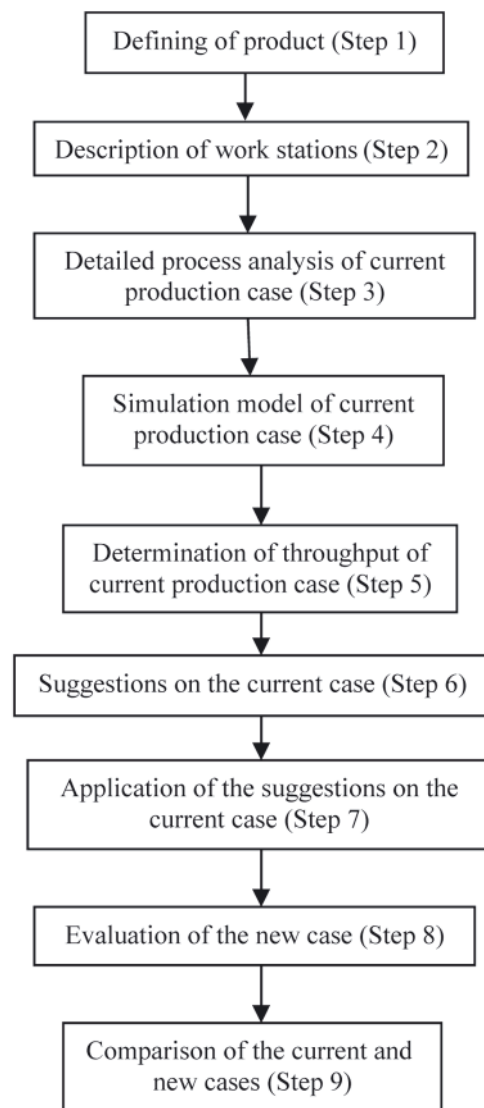 Defining of product (Step 1)
Description of work stations (Step 2)
Detailed process analysis of current
production case (Step 3)
Simulation model of current
production case (Step 4)
Determination of throughput of
current production case (Step 5)
Suggestions on the current case (Step 6)
Application of the suggestions on the
current case (Step 7)
Evaluation of the new case (Step 8)
Comparison of the current and
new cases (Step 9)